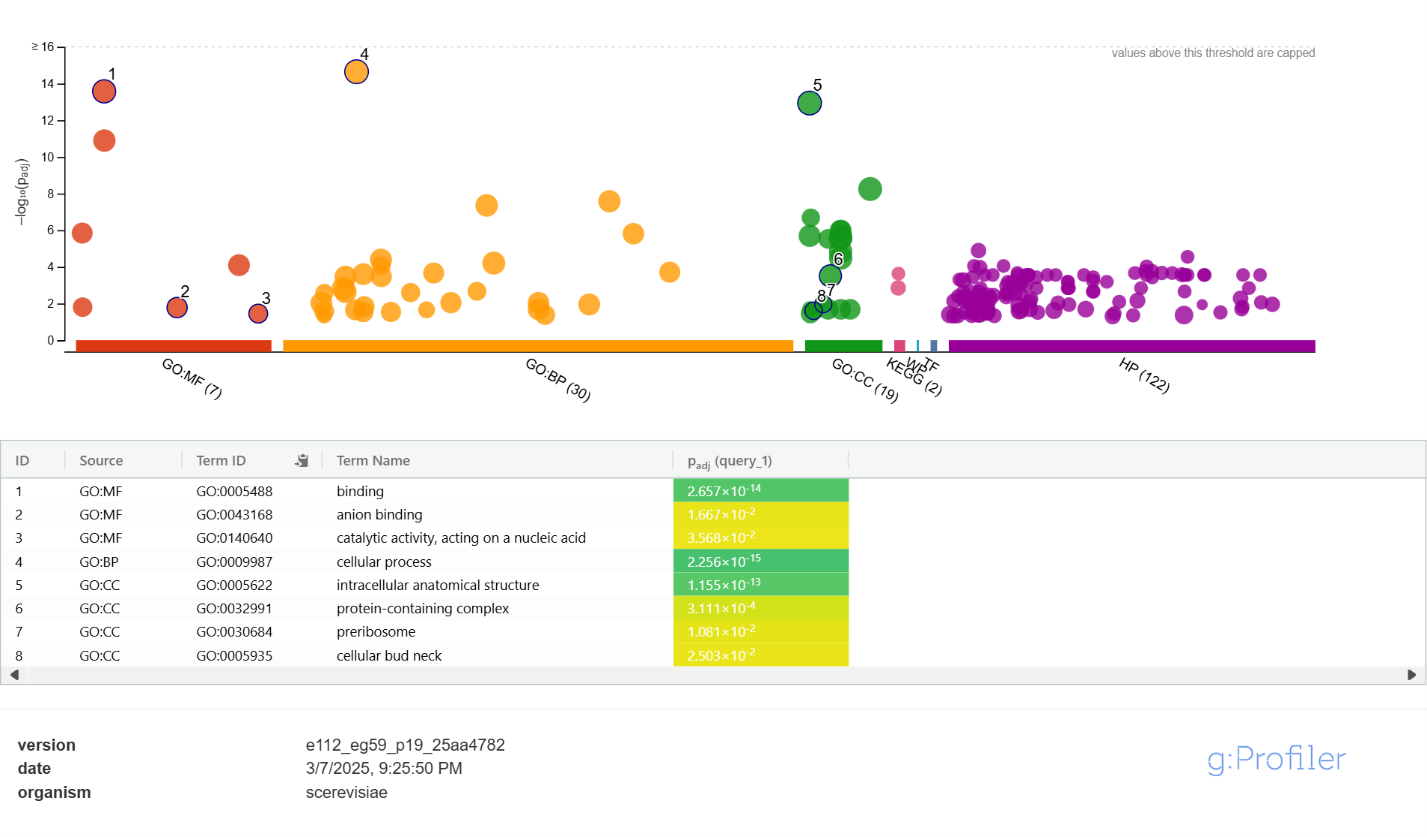 ≥ 16
values above this threshold are capped
14
12
10
8
6
4
2
0
–log₁₀(padj)
1
2
3
4
5
6
7
8
GO:MF (7)
GO:BP (30)
GO:CC (19)
KEGG (2)
WP
TF
HP (122)
ID Source Term ID Term Name padj (query_1)
1 GO:MF GO:0005488 binding 2.657×10⁻¹⁴
2 GO:MF GO:0043168 anion binding 1.667×10⁻²
3 GO:MF GO:0140640 catalytic activity, acting on a nucleic acid 3.568×10⁻²
4 GO:BP GO:0009987 cellular process 2.256×10⁻¹⁵
5 GO:CC GO:0005622 intracellular anatomical structure 1.155×10⁻¹³
6 GO:CC GO:0032991 protein-containing complex 3.111×10⁻⁴
7 GO:CC GO:0030684 preribosome 1.081×10⁻²
8 GO:CC GO:0005935 cellular bud neck 2.503×10⁻²
version e112_eg59_p19_25aa4782
date 3/7/2025, 9:25:50 PM
organism scerevisiae
g:Profiler